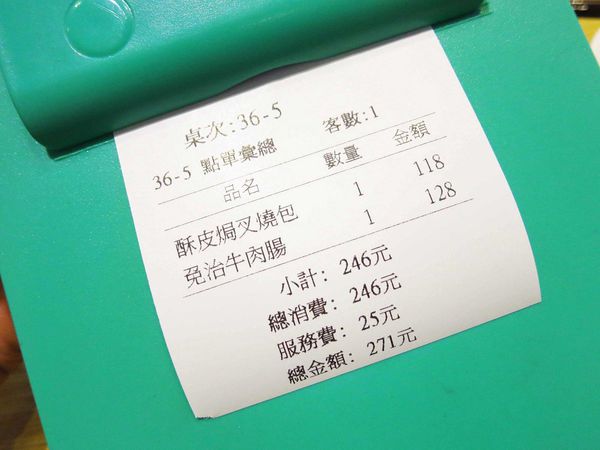 桌次:36-5
36-5 點單彙總 客數:1
品名 數量 金額
酥皮焗叉燒包 1 118
免治牛肉腸 1 128
小計: 246元
總消費: 246元
服務費: 25元
總金額: 271元